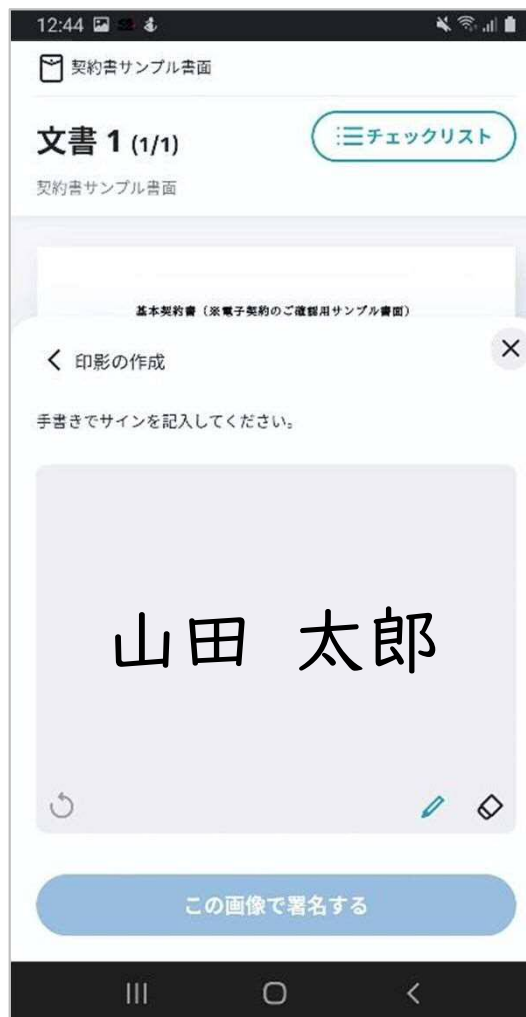 12:44
契約書サンプル書面
文書 1 (1/1)
チェックリスト
契約書サンプル書面
基本契約書（※電子契約のご確認用サンプル書面）
印影の作成
手書きでサインを記入してください。
山田 太郎
この画像で署名する